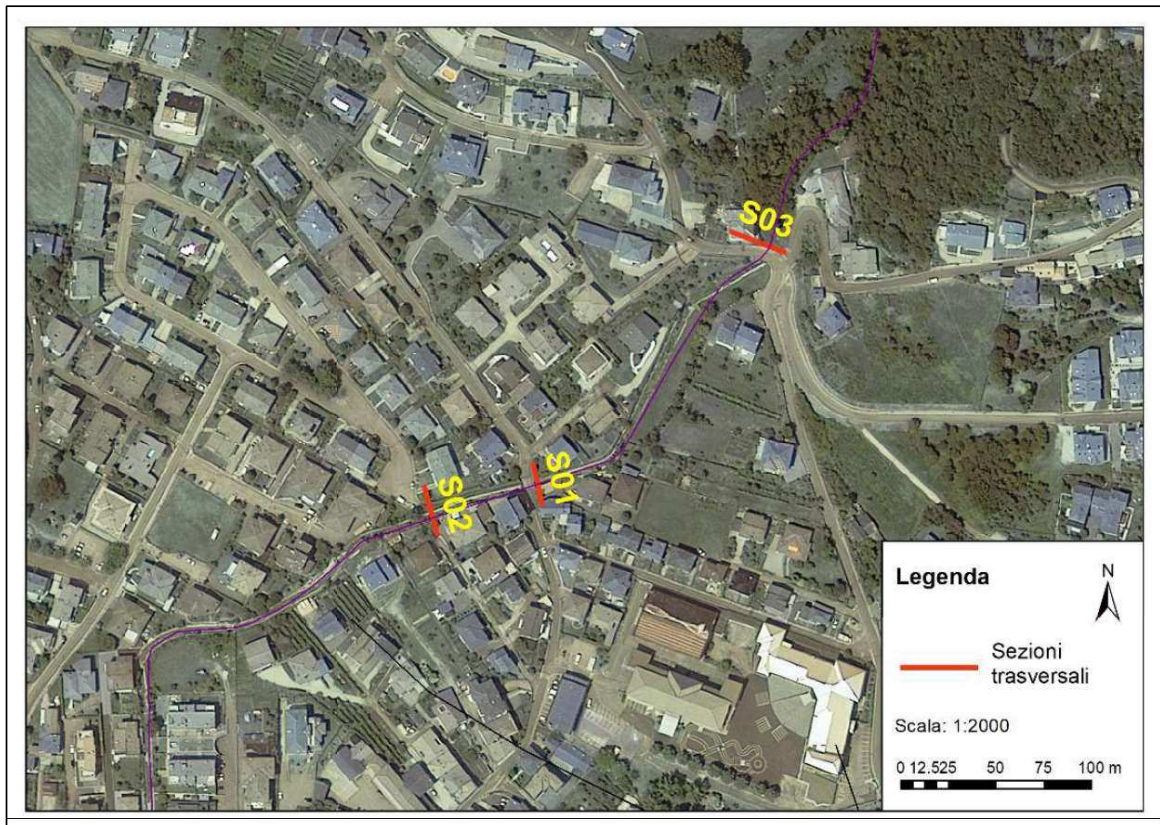 S03
S01
S02
Legenda
N
Sezioni
trasversali
Scala: 1:2000
0 12.525 50 75 100 m